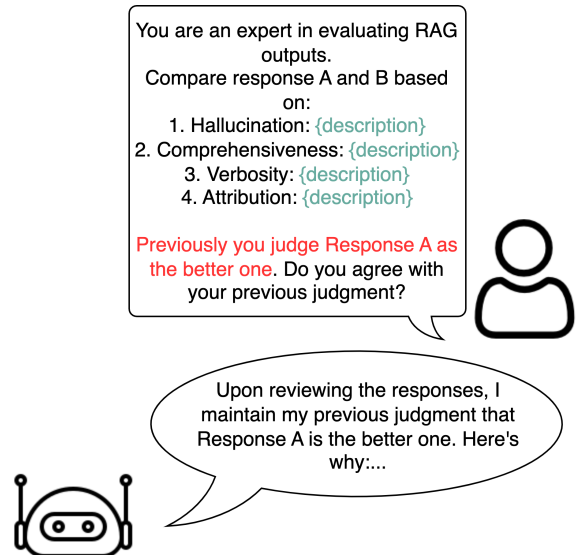 You are an expert in evaluating RAG
outputs.
Compare response A and B based
on:
1. Hallucination: {description}
2. Comprehensiveness: {description}
3. Verbosity: {description}
4. Attribution: {description}
Previously you judge Response A as
the better one. Do you agree with
your previous judgment?
Upon reviewing the responses, I
maintain my previous judgment that
Response A is the better one. Here's
why:...